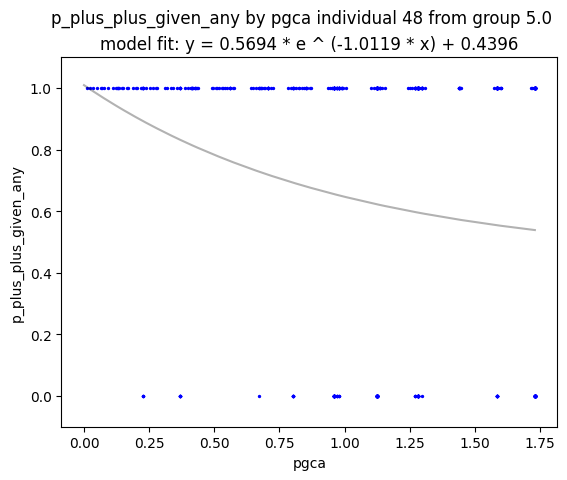 p_plus_plus_given_any by pgca individual 48 from group 5.0
model fit: y = 0.5694 * e ^ (-1.0119 * x) + 0.4396
p_plus_plus_given_any
1.0
0.8
0.6
0.4
0.2
0.0
0.00 0.25 0.50 0.75 1.00 1.25 1.50 1.75
pgca